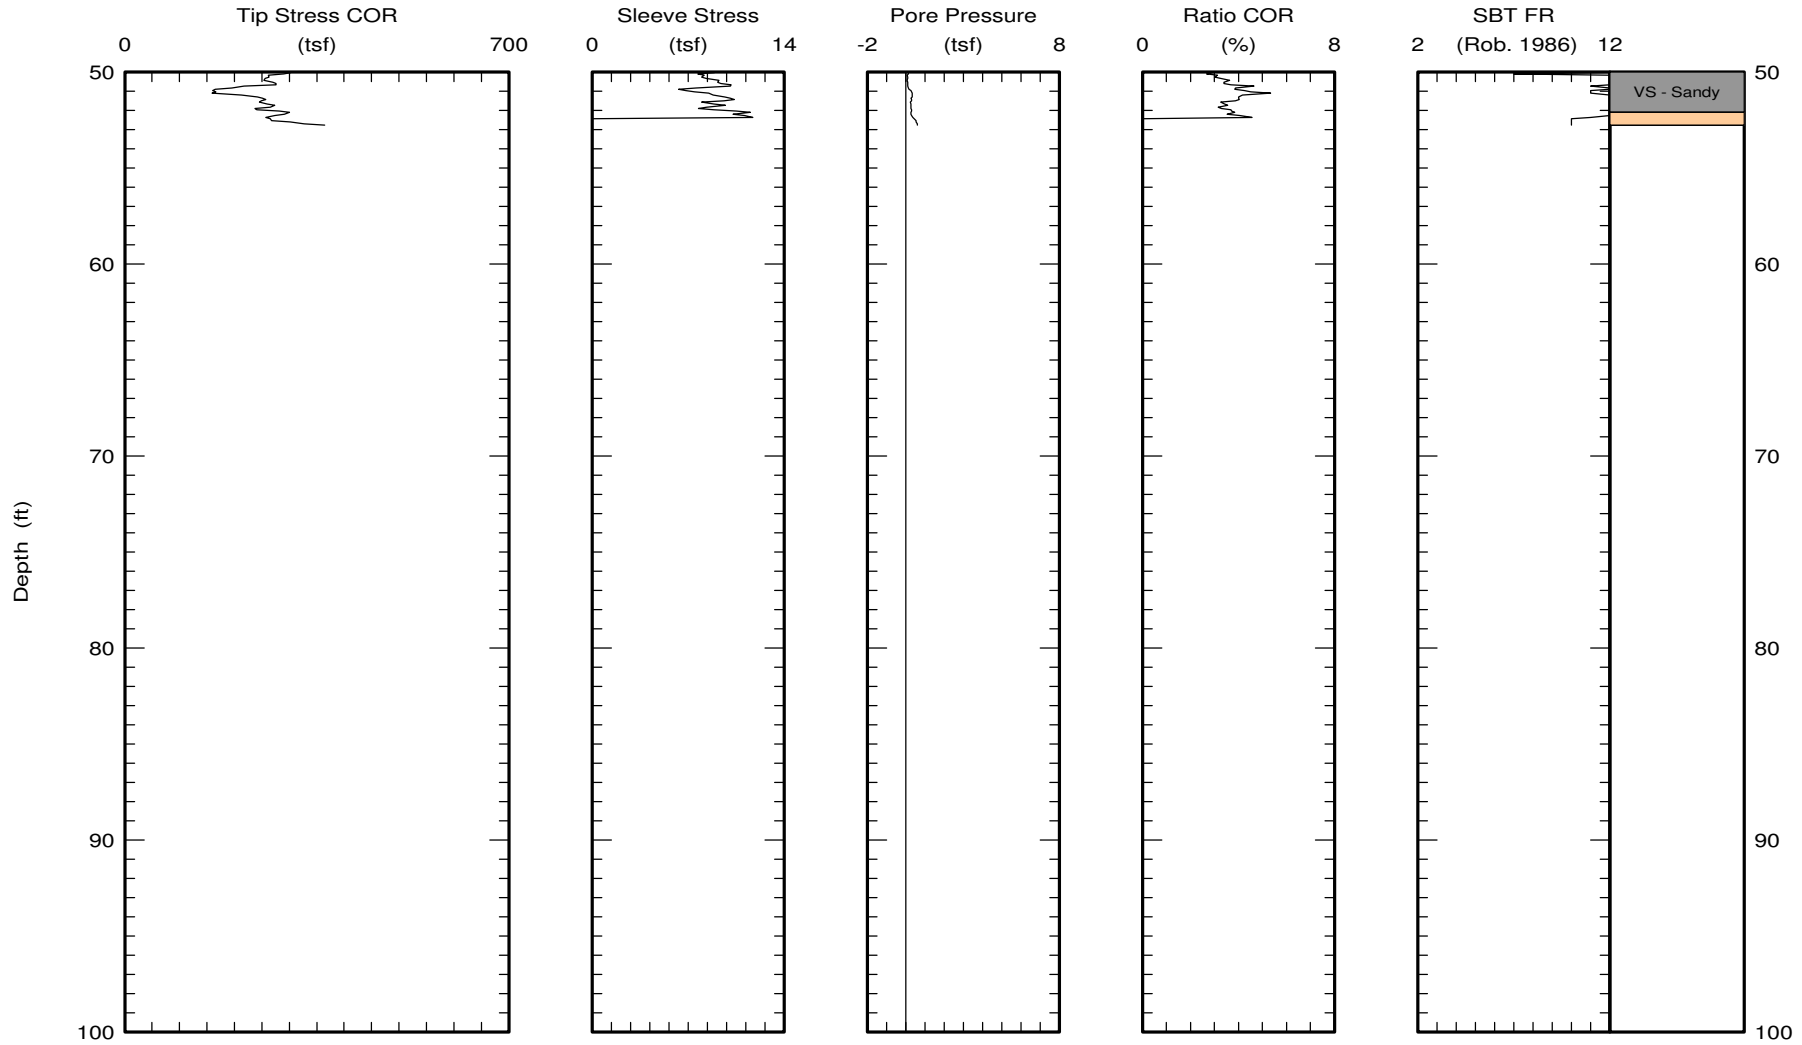 Tip Stress COR Sleeve Stress Pore Pressure Ratio COR SBT FR
0 (tsf) 700 0 (tsf) 14 -2 (tsf) 8 0 (%) 8 2 (Rob. 1986) 12
50 50
VS - Sandy
60 60
70 70
Depth (ft)
80 80
90 90
100 100